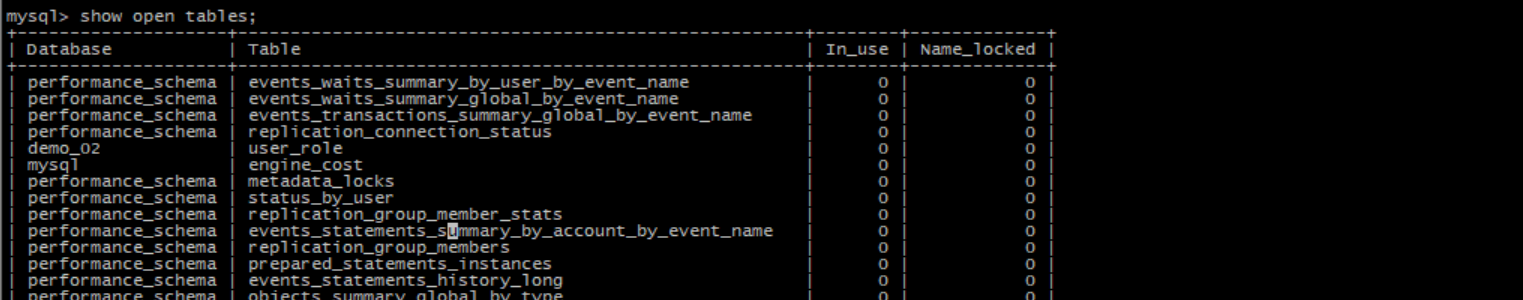 mysql> show open tables;
+--------------------+------------------------------------------------------+--------+-------------+
| Database | Table | In_use | Name_locked |
+--------------------+------------------------------------------------------+--------+-------------+
| performance_schema | events_waits_summary_by_user_by_event_name | 0 | 0 |
| performance_schema | events_waits_summary_global_by_event_name | 0 | 0 |
| performance_schema | events_transactions_summary_global_by_event_name | 0 | 0 |
| performance_schema | replication_connection_status | 0 | 0 |
| demo_02 | user_role | 0 | 0 |
| mysql | engine_cost | 0 | 0 |
| performance_schema | metadata_locks | 0 | 0 |
| performance_schema | status_by_user | 0 | 0 |
| performance_schema | replication_group_member_stats | 0 | 0 |
| performance_schema | events_statements_summary_by_account_by_event_name | 0 | 0 |
| performance_schema | replication_group_members | 0 | 0 |
| performance_schema | prepared_statements_instances | 0 | 0 |
| performance_schema | events_statements_history_long | 0 | 0 |
| performance_schema | objects_summary_global_by_type | 0 | 0 |